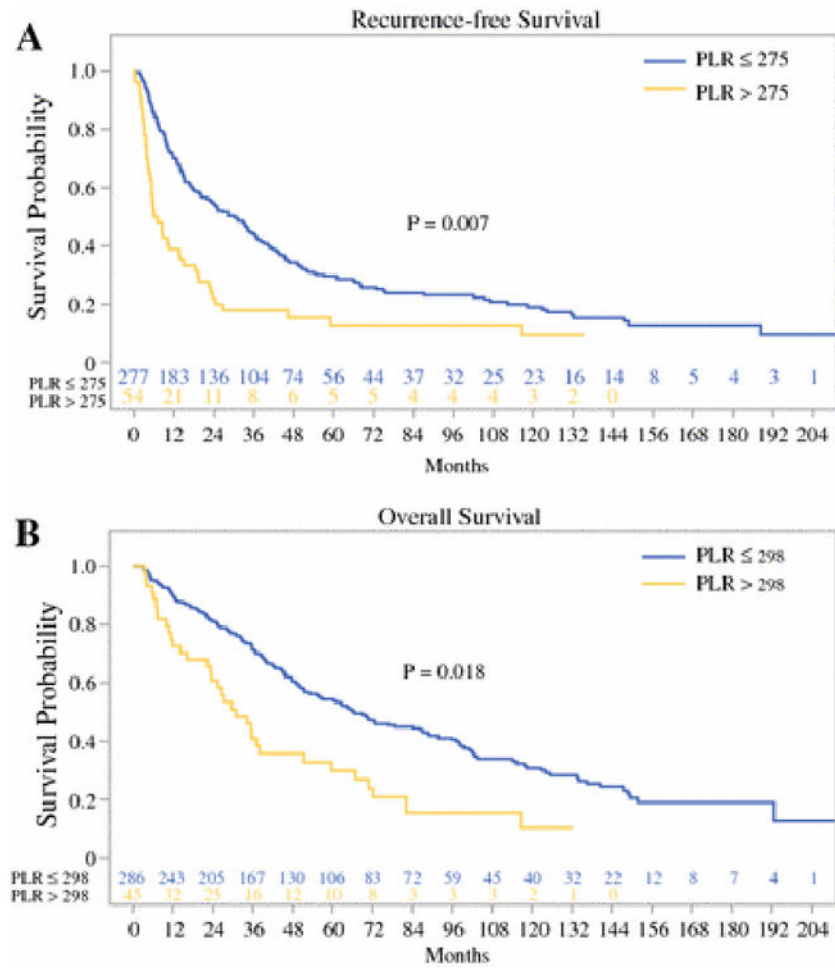 A
Recurrence-free Survival
PLR ≤ 275
PLR > 275
Survival Probability
1.0
0.8
0.6
0.4
0.2
0
P = 0.007
PLR ≤ 275 277 183 136 104 74 56 44 37 32 25 23 16 14 8 5 4 3 1
PLR > 275 54 21 11 8 6 5 5 4 4 4 3 2 0
0 12 24 36 48 60 72 84 96 108 120 132 144 156 168 180 192 204
Months
B
Overall Survival
PLR ≤ 298
PLR > 298
Survival Probability
1.0
0.8
0.6
0.4
0.2
0
P = 0.018
PLR ≤ 298 286 243 205 167 130 106 83 72 59 45 40 32 22 12 8 7 4 1
PLR > 298 45 32 25 16 12 10 8 3 3 3 2 1 0
0 12 24 36 48 60 72 84 96 108 120 132 144 156 168 180 192 204
Months